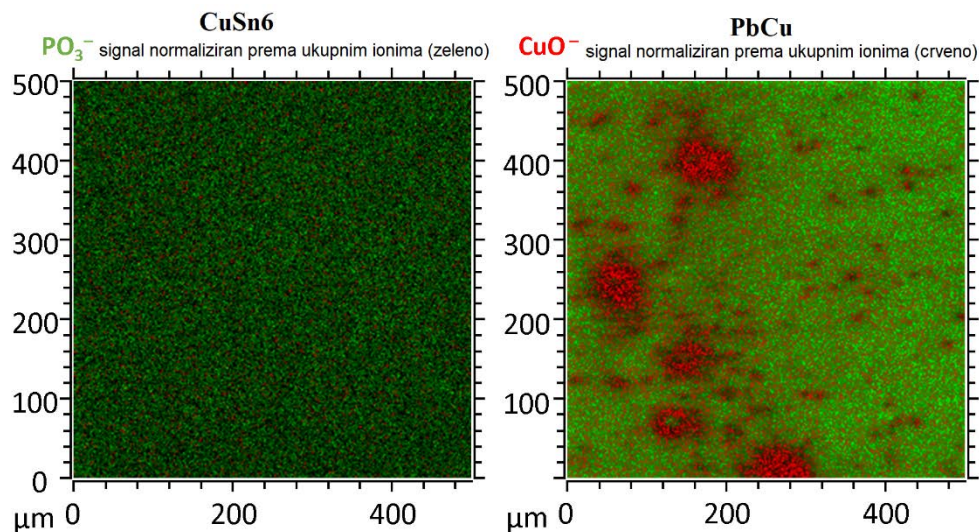 CuSn6
PO₃⁻ signal normaliziran prema ukupnim ionima (zeleno)
500
400
300
200
100
0
µm 0 200 400
PbCu
CuO⁻ signal normaliziran prema ukupnim ionima (crveno)
500
400
300
200
100
0
µm 0 200 400